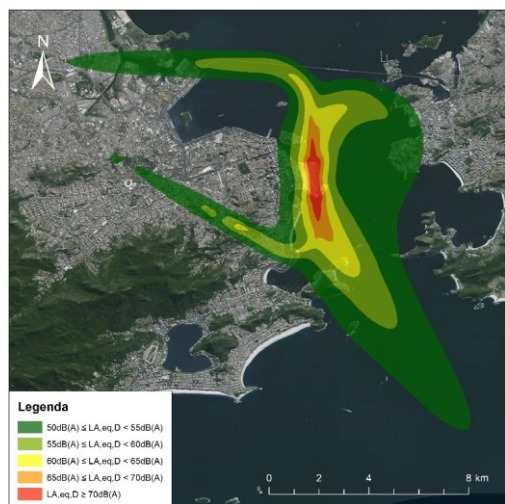 N
Legenda
50dB(A) ≤ LA,eq,D < 55dB(A)
55dB(A) ≤ LA,eq,D < 60dB(A)
60dB(A) ≤ LA,eq,D < 65dB(A)
65dB(A) ≤ LA,eq,D < 70dB(A)
LA,eq,D ≥ 70dB(A)
0 2 4 8 km